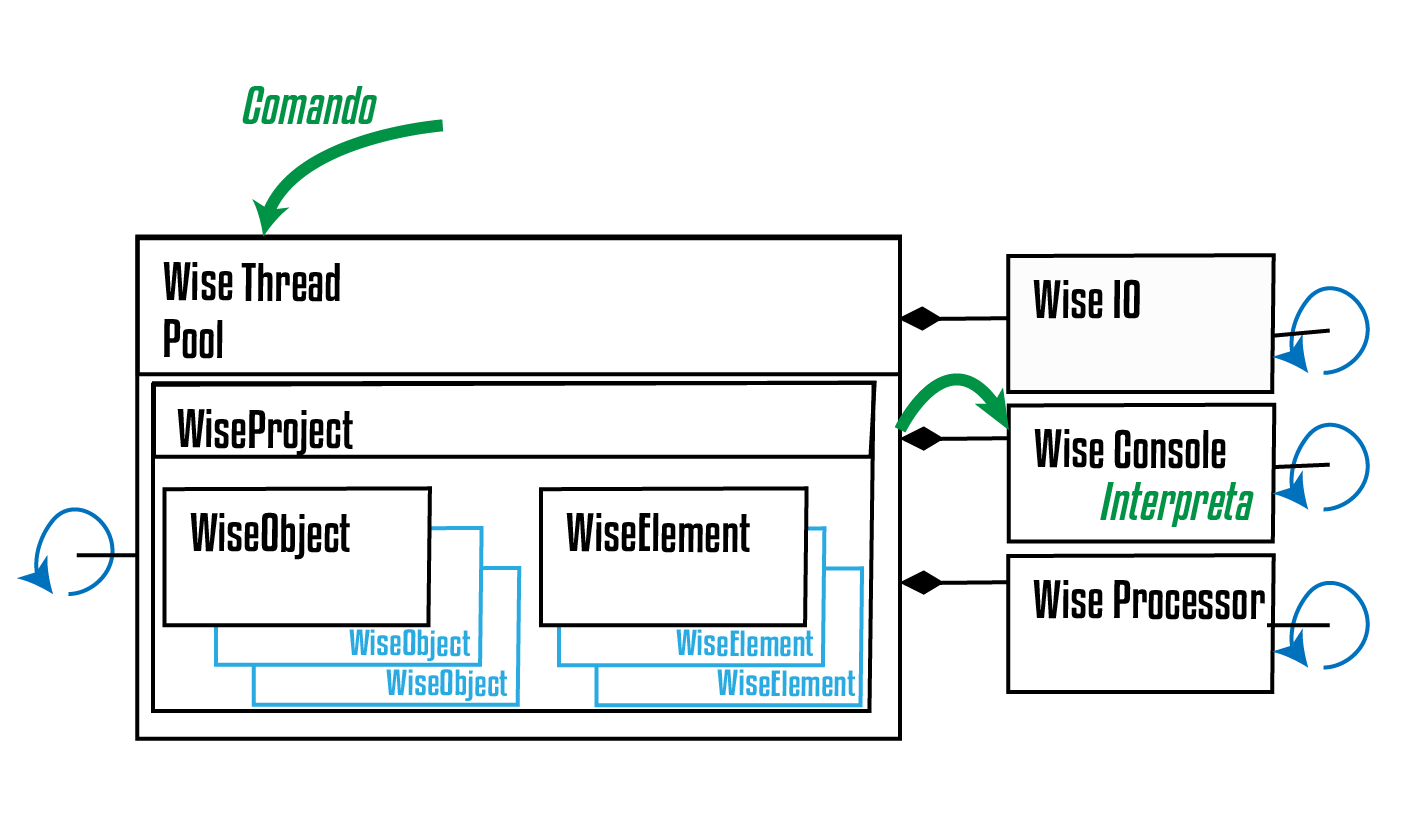 Comando
Wise Thread
Pool
Wise IO
WiseProject
Wise Console
Interpreta
WiseObject
WiseElement
Wise Processor
WiseObject
WiseElement
WiseObject
WiseElement